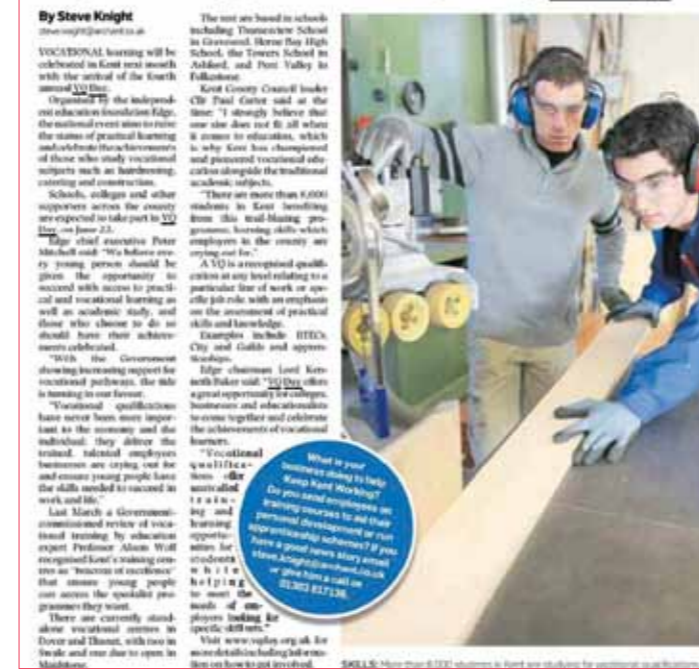 By Steve Knight
steve.knight@archant.co.uk
VOCATIONAL learning will be
celebrated in Kent next month
with the arrival of the fourth
annual VQ Day.
Organised by the independ-
ent education foundation Edge,
the national event aims to raise
the status of practical learning
and celebrate the achievements
of those who study vocational
subjects such as hairdressing,
catering and construction.
Schools, colleges and other
supporters across the county
are expected to take part in VQ
Day, on June 22.
Edge chief executive Peter
Mitchell said: "We believe eve-
ry young person should be
given the opportunity to
succeed with access to practi-
cal and vocational learning as
well as academic study, and
those who choose to do so
should have their achieve-
ments celebrated.
"With the Government
showing increasing support for
vocational pathways, the tide
is turning in our favour.
"Vocational qualifications
have never been more impor-
tant to the economy and the
individual; they deliver the
trained, talented employees
businesses are crying out for
and ensure young people have
the skills needed to succeed in
work and life."
Last March a Government-
commissioned review of voca-
tional training by education
expert Professor Alison Wolf
recognised Kent's training cen-
tres as "beacons of excellence"
that ensure young people
can access the specialist pro-
grammes they want.
There are currently stand-
alone vocational centres in
Dover and Thanet, with two in
Swale and one due to open in
Maidstone.
The rest are based in schools
including Thamesview School
in Gravesend, Herne Bay High
School, the Towers School in
Ashford, and Pent Valley in
Folkestone.
Kent County Council leader
Cllr Paul Carter said at the
time: "I strongly believe that
one size does not fit all when
it comes to education, which
is why Kent has championed
and pioneered vocational edu-
cation alongside the traditional
academic subjects.
"There are more than 8,000
students in Kent benefiting
from this trail-blazing pro-
gramme, learning skills which
employers in the county are
crying out for."
A VQ is a recognised qualifi-
cation at any level relating to a
particular line of work or spe-
cific job role with an emphasis
on the assessment of practical
skills and knowledge.
Examples include BTECs,
City and Guilds and appren-
ticeships.
Edge chairman Lord Ken-
neth Baker said: "VQ Day offers
a great opportunity for colleges,
businesses and educationalists
to come together and celebrate
the achievements of vocational
learners.
"Vocational
qualifica-
tions offer
unrivalled
train-
ing and
learning
opportu-
nities for
students
while
helping
to meet the
needs of em-
ployers looking for
specific skill sets."
Visit www.vqday.org.uk for
more details including informa-
tion on how to get involved.
What is your
business doing to help
Keep Kent Working?
Do you send employees on
training courses to aid their
personal development or run
apprenticeship schemes? If you
have a good news story email
steve.knight@archant.co.uk
or give him a call on
01303 817136.
SKILLS: More than 8,000 students in Kent are studying for vocational qualifications